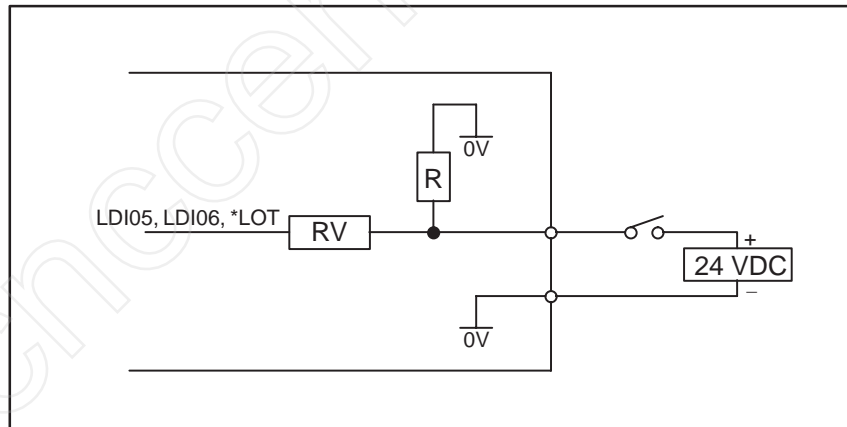 0V
R
LDI05, LDI06, *LOT
RV
+
24 VDC
–
0V